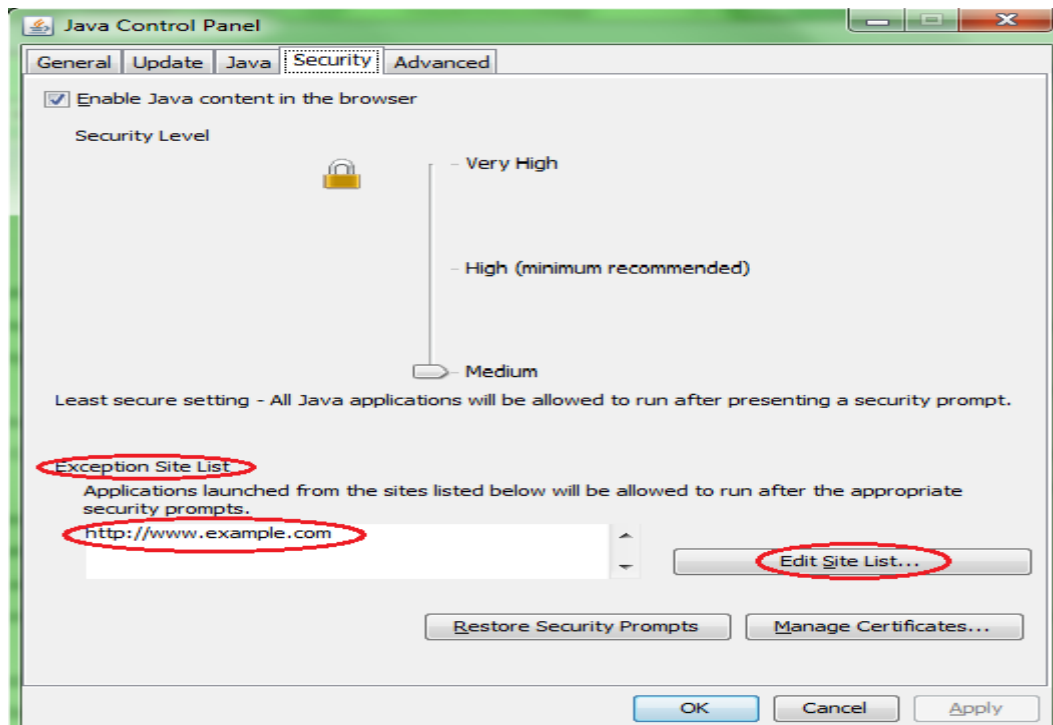 Java Control Panel
General Update Java Security Advanced
Enable Java content in the browser
Security Level
Very High
High (minimum recommended)
Medium
Least secure setting - All Java applications will be allowed to run after presenting a security prompt.
Exception Site List
Applications launched from the sites listed below will be allowed to run after the appropriate
security prompts.
http://www.example.com
Edit Site List...
Restore Security Prompts Manage Certificates...
OK Cancel Apply